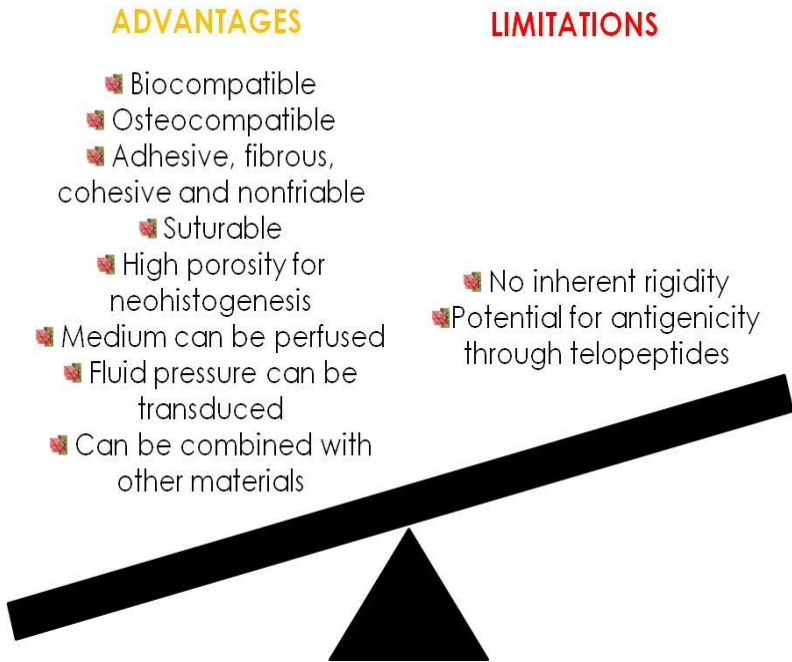 ADVANTAGES
Biocompatible
Osteocompatible
Adhesive, fibrous,
cohesive and nonfriable
Suturable
High porosity for
neohistogenesis
Medium can be perfused
Fluid pressure can be
transduced
Can be combined with
other materials
LIMITATIONS
No inherent rigidity
Potential for antigenicity
through telopeptides